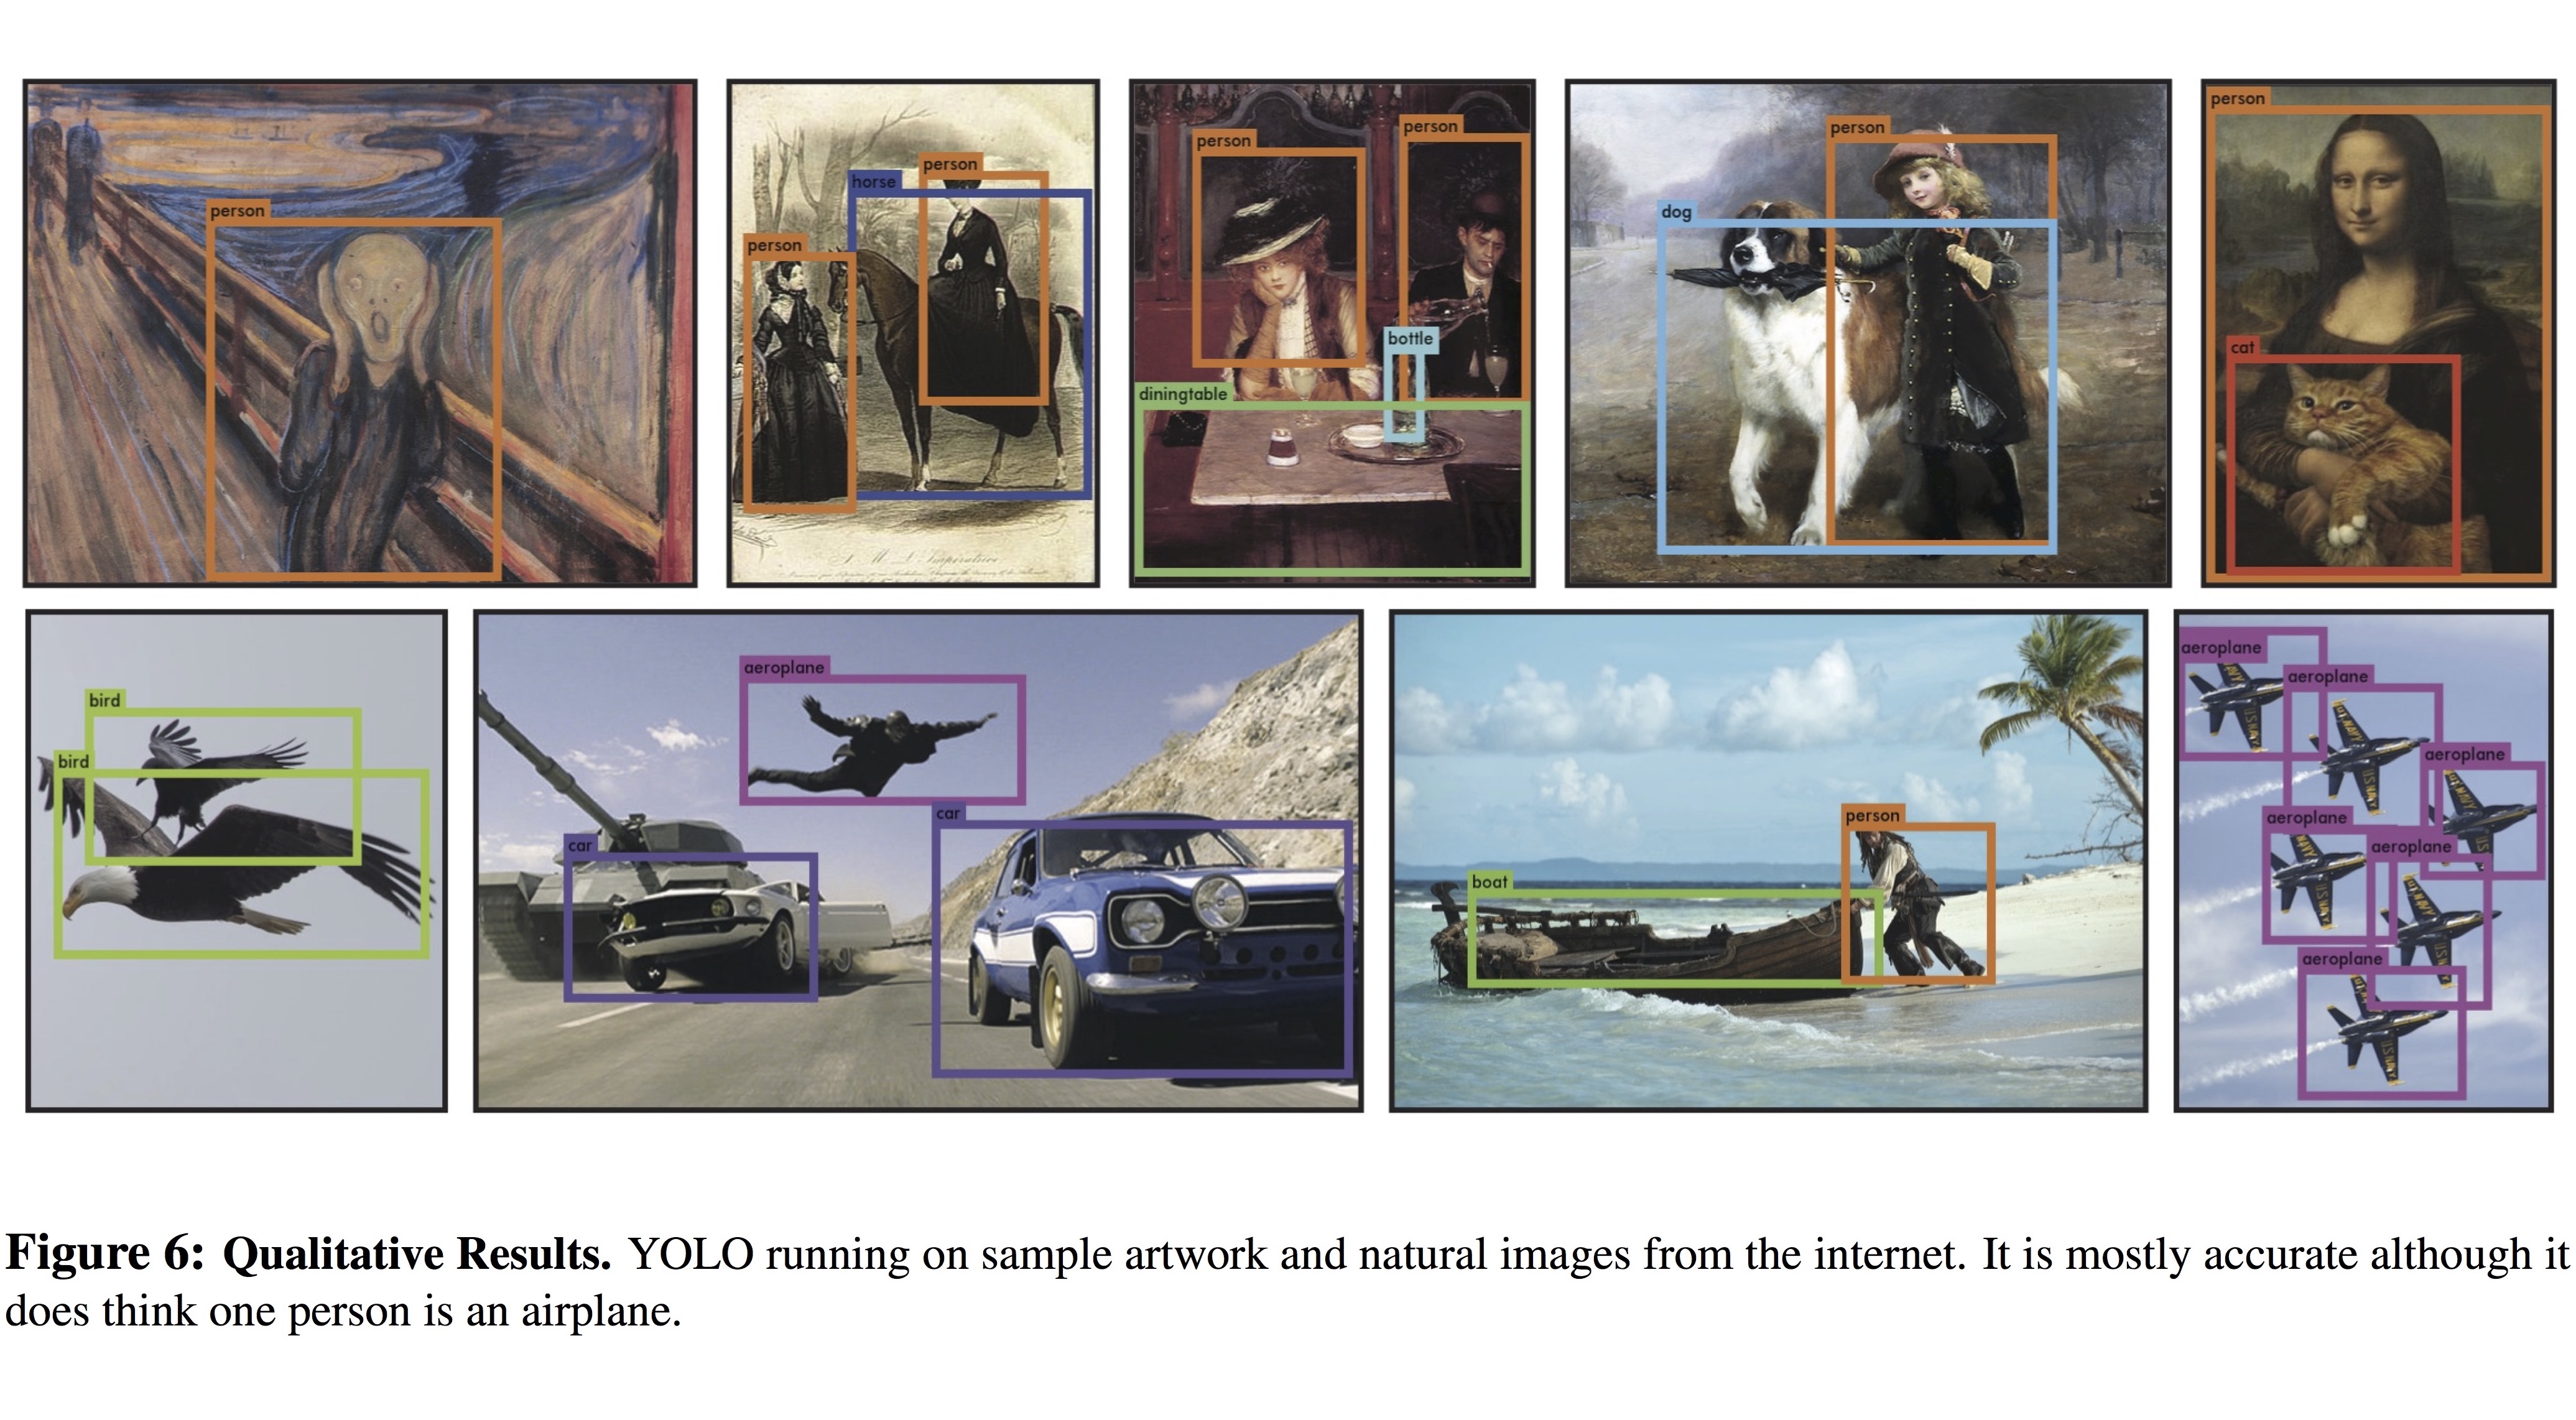 person
person
horse
person
person
person
bottle
diningtable
person
dog
person
cat
bird
bird
aeroplane
car
car
person
boat
aeroplane
aeroplane
aeroplane
aeroplane
aeroplane
aeroplane
Figure 6: Qualitative Results. YOLO running on sample artwork and natural images from the internet. It is mostly accurate although it
does think one person is an airplane.